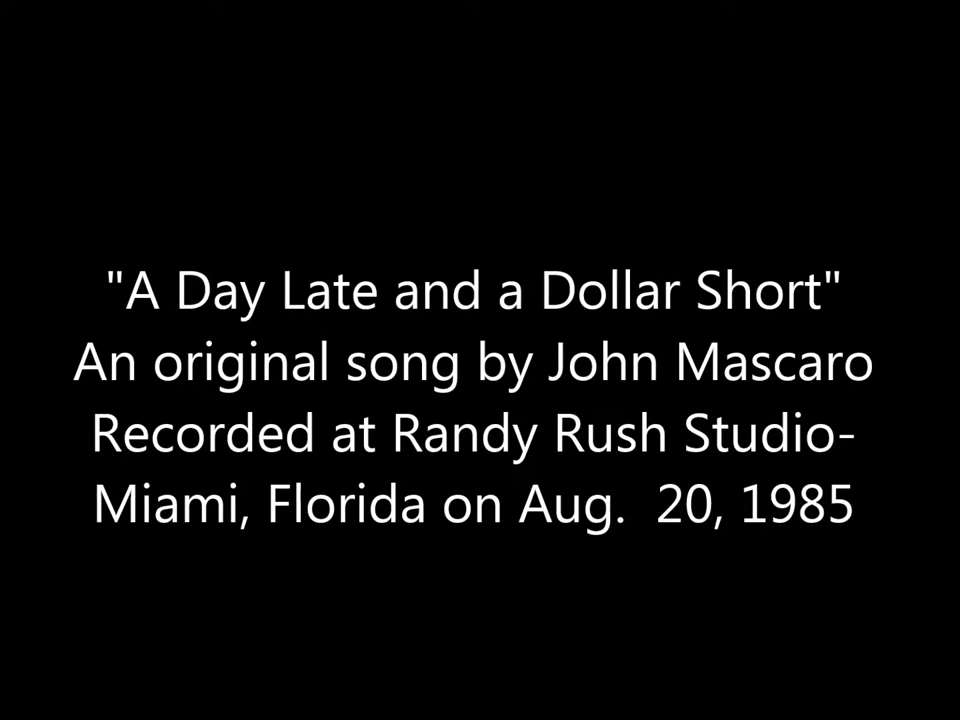 "A Day Late and a Dollar Short"
An original song by John Mascaro
Recorded at Randy Rush Studio-
Miami, Florida on Aug.  20, 1985